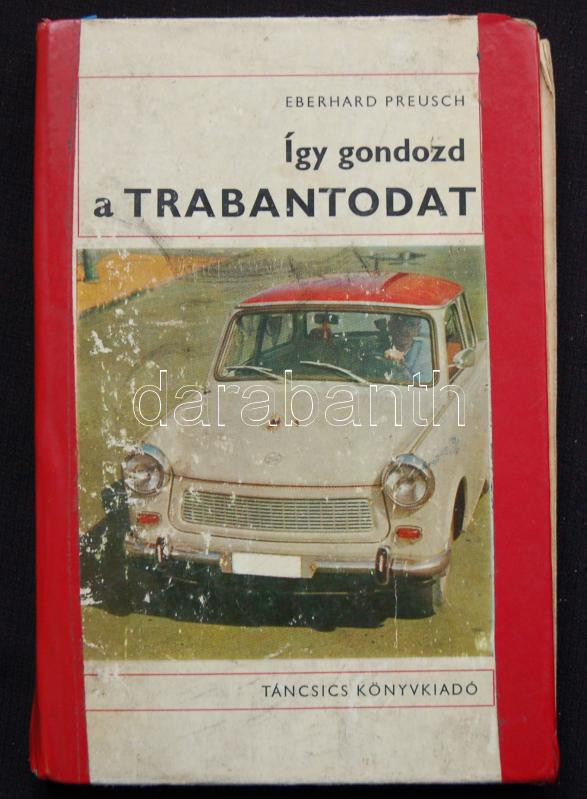 EBERHARD PREUSCH
Így gondozd
a TRABANTODAT
darabanth
TÁNCSICS KÖNYVKIADÓ